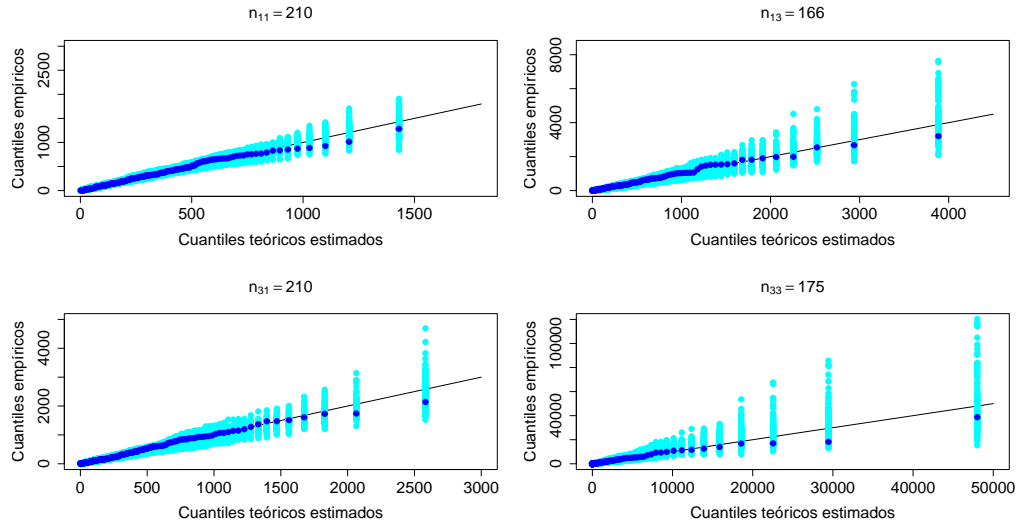 n₁₁ = 210
Cuantiles empíricos
0
1000
2500
0
500
1000
1500
Cuantiles teóricos estimados
n₁₃ = 166
Cuantiles empíricos
0
4000
8000
0
1000
2000
3000
4000
Cuantiles teóricos estimados
n₃₁ = 210
Cuantiles empíricos
0
2000
4000
0
500
1000
1500
2000
2500
3000
Cuantiles teóricos estimados
n₃₃ = 175
Cuantiles empíricos
0
40000
100000
0
10000
20000
30000
40000
50000
Cuantiles teóricos estimados